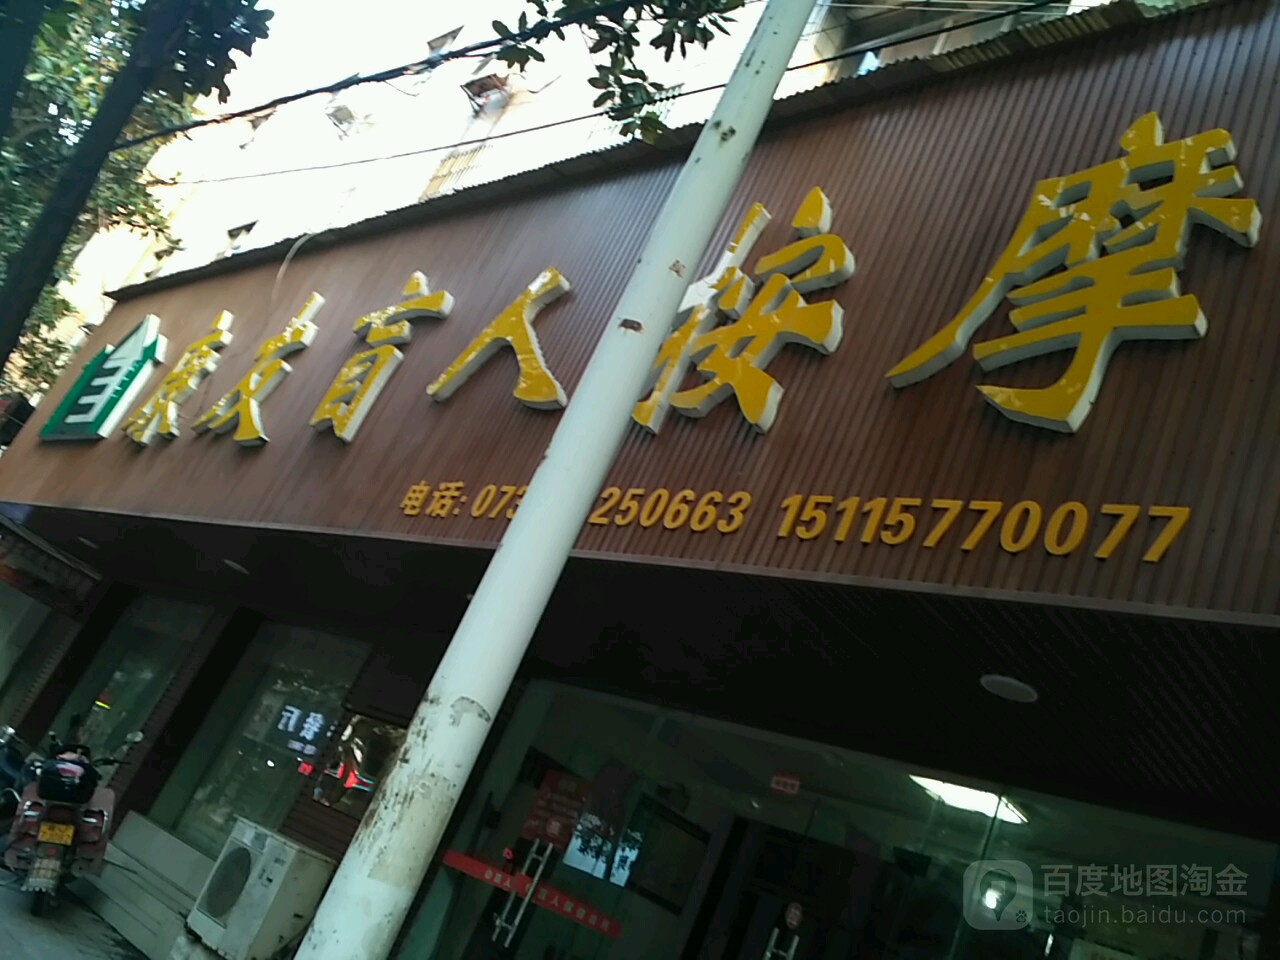 康友盲人按摩
电话: 073 250663 15115770077
百度地图淘金
taojin.baidu.com